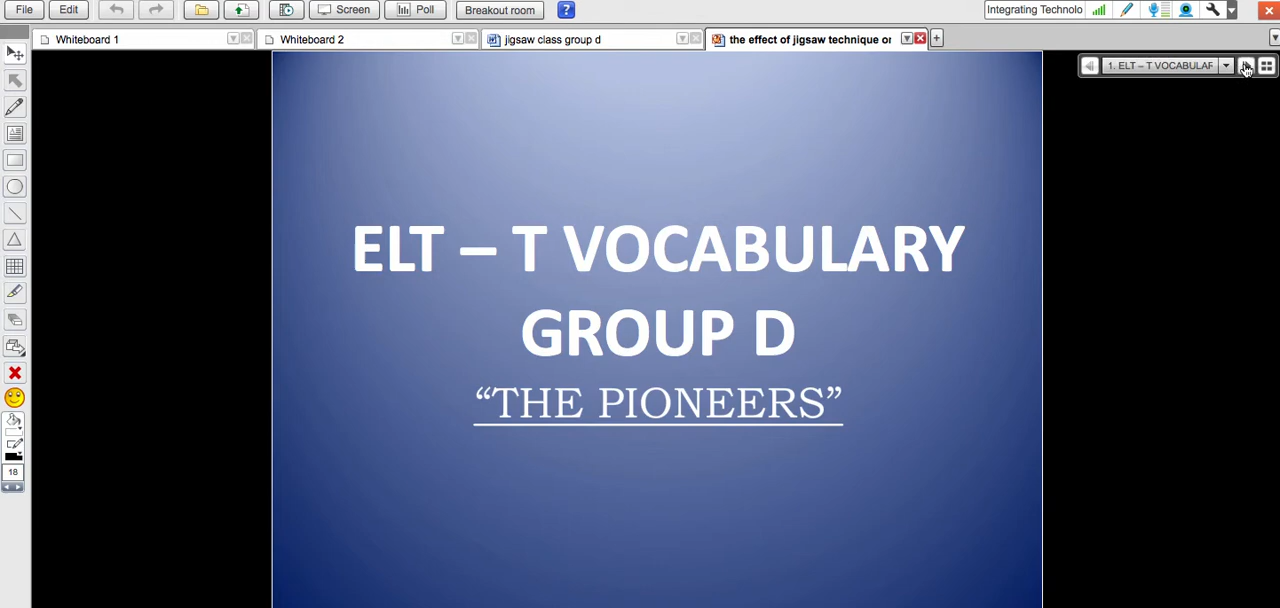 File Edit Screen Poll Breakout room ? Integrating Technolo
Whiteboard 1 Whiteboard 2 jigsaw class group d the effect of jigsaw technique or +
1. ELT – T VOCABULAR
ELT – T VOCABULARY
GROUP D
“THE PIONEERS”
18